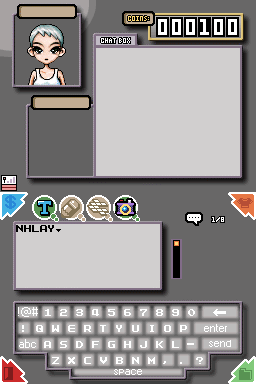 COINS:
000100
CHAT BOX
$
T
1/8
NHLAY
!@# 1 2 3 4 5 6 7 8 9 0 ←
! Q W E R T Y U I O P enter
abc A S D F G H J K L - send
Z X C V B N M , . ?
space